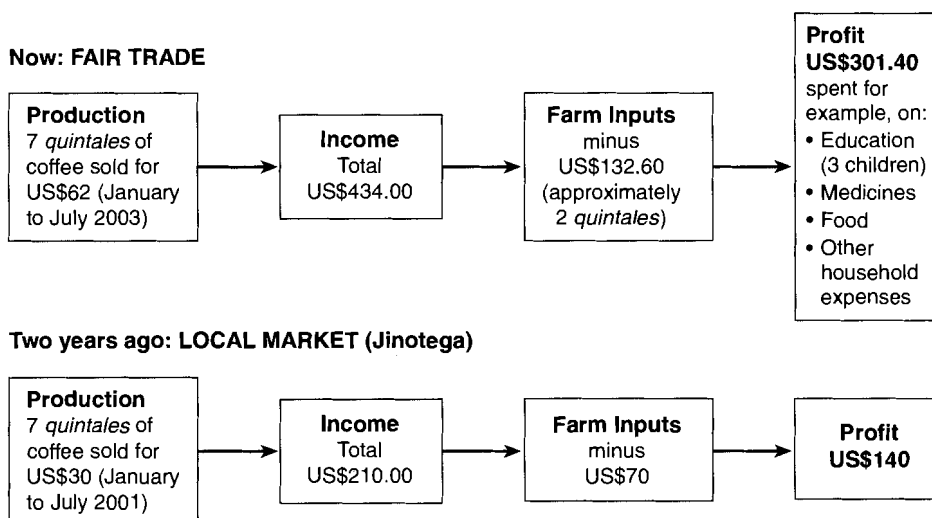 Now: FAIR TRADE
Production
7 quintales of
coffee sold for
US$62 (January
to July 2003)
Income
Total
US$434.00
Farm Inputs
minus
US$132.60
(approximately
2 quintales)
Profit
US$301.40
spent for
example, on:
• Education
(3 children)
• Medicines
• Food
• Other
household
expenses
Two years ago: LOCAL MARKET (Jinotega)
Production
7 quintales of
coffee sold for
US$30 (January
to July 2001)
Income
Total
US$210.00
Farm Inputs
minus
US$70
Profit
US$140